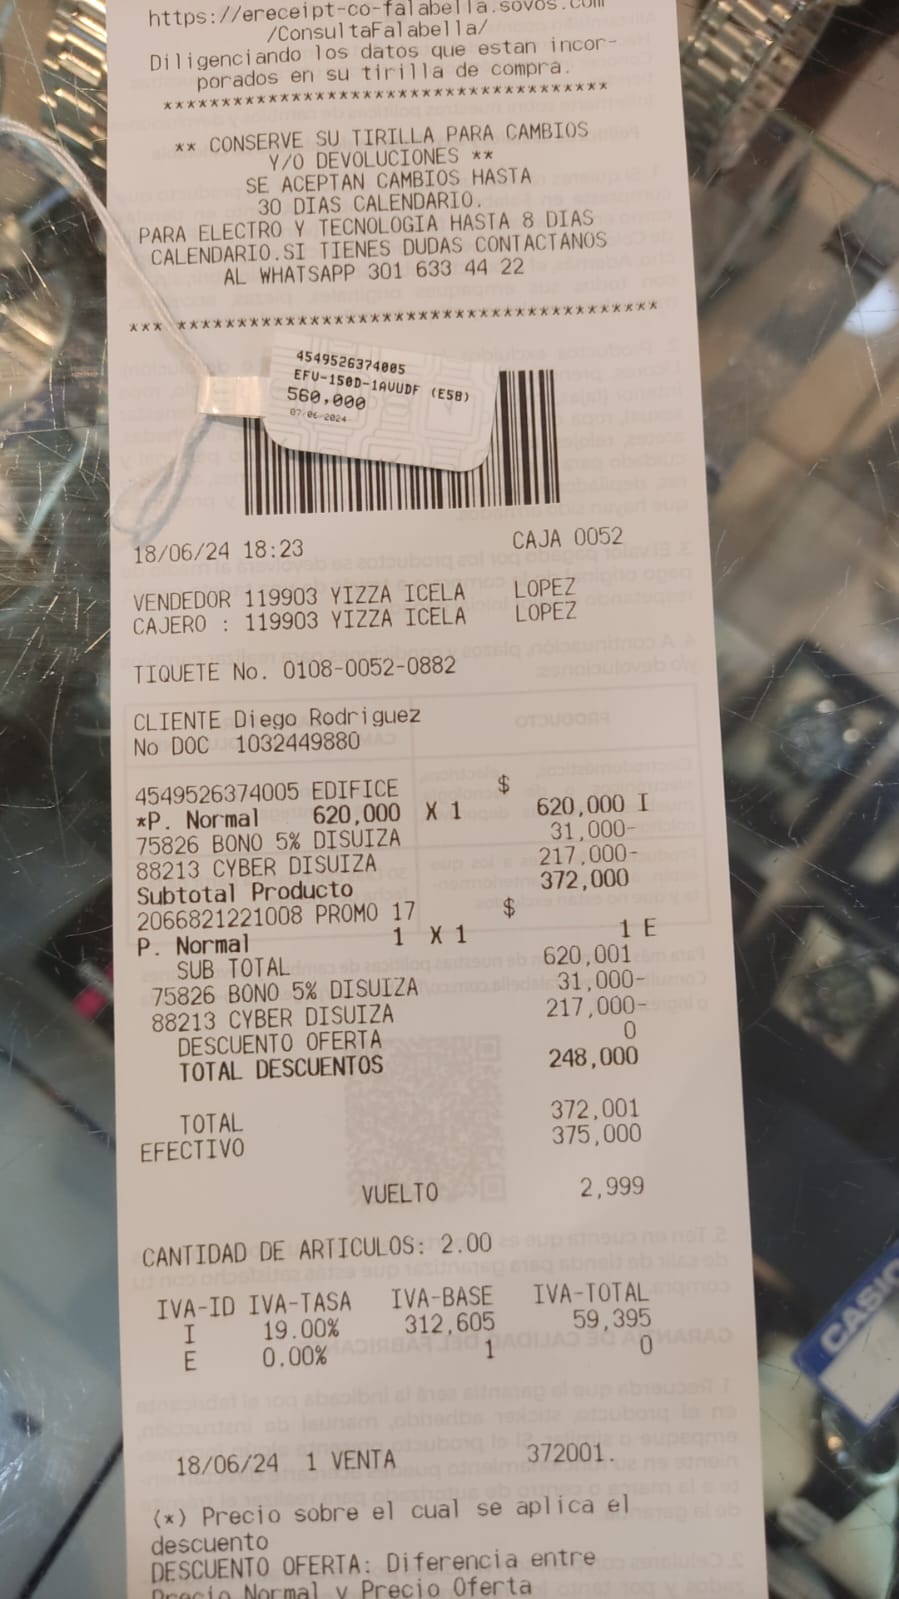 https://ereceipt-co-falabella.sovos.com
/ConsultaFalabella/
Diligenciando los datos que estan incor-
porados en su tirilla de compra.
****************************************
** CONSERVE SU TIRILLA PARA CAMBIOS
Y/O DEVOLUCIONES **
SE ACEPTAN CAMBIOS HASTA
30 DIAS CALENDARIO.
PARA ELECTRO Y TECNOLOGIA HASTA 8 DIAS
CALENDARIO.SI TIENES DUDAS CONTACTANOS
AL WHATSAPP 301 633 44 22
*** ****************************************
4549526374005
EFV-150D-1AVUDF (E5B)
560,000
07-06-2024
18/06/24 18:23 CAJA 0052
VENDEDOR 119903 YIZZA ICELA LOPEZ
CAJERO : 119903 YIZZA ICELA LOPEZ
TIQUETE No. 0108-0052-0882
CLIENTE Diego Rodriguez
No DOC 1032449880
4549526374005 EDIFICE $
*P. Normal 620,000 X 1 620,000 I
75826 BONO 5% DISUIZA 31,000-
88213 CYBER DISUIZA 217,000-
Subtotal Producto 372,000
2066821221008 PROMO 17 $
P. Normal 1 X 1 1 E
SUB TOTAL 620,001
75826 BONO 5% DISUIZA 31,000-
88213 CYBER DISUIZA 217,000-
DESCUENTO OFERTA 0
TOTAL DESCUENTOS 248,000
TOTAL 372,001
EFECTIVO 375,000
VUELTO 2,999
CANTIDAD DE ARTICULOS: 2.00
IVA-ID IVA-TASA IVA-BASE IVA-TOTAL
I 19.00% 312,605 59,395
E 0.00% 1 0
18/06/24 1 VENTA 372001.
(*) Precio sobre el cual se aplica el
descuento
DESCUENTO OFERTA: Diferencia entre
Precio Normal y Precio Oferta
CASIO